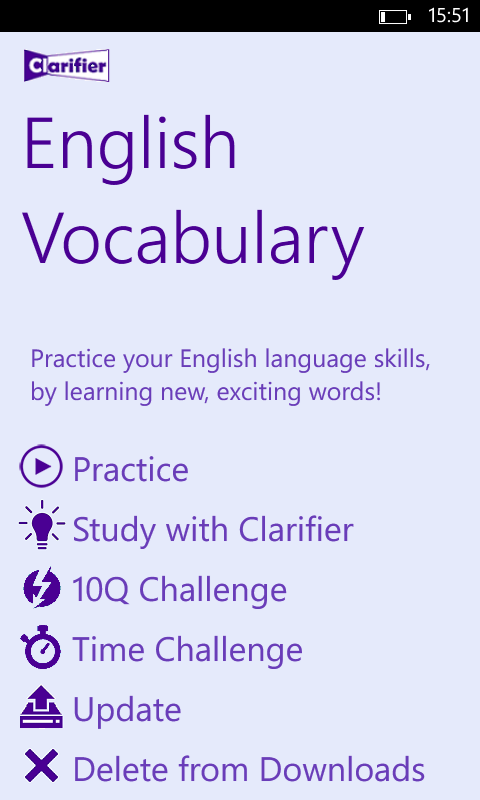 15:51
Clarifier
English
Vocabulary
Practice your English language skills,
by learning new, exciting words!
Practice
Study with Clarifier
10Q Challenge
Time Challenge
Update
Delete from Downloads